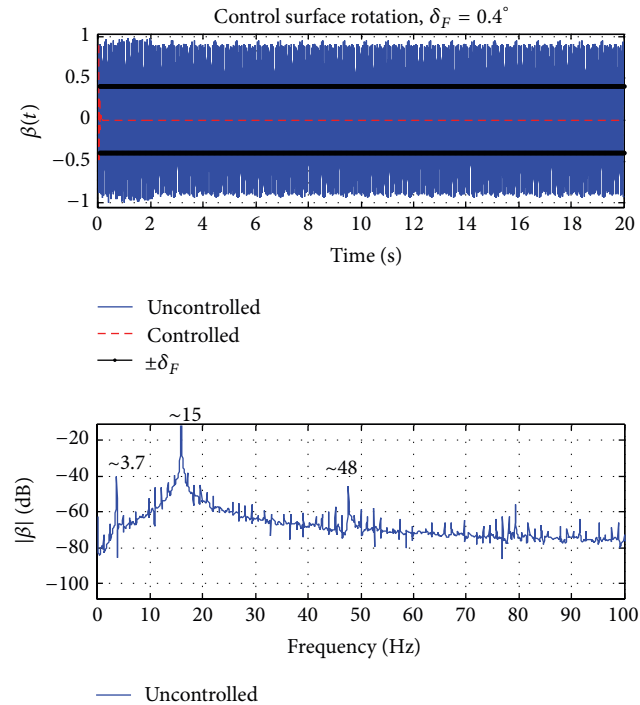 Control surface rotation, δF = 0.4°
1
0.5
0
−0.5
−1
β(t)
0 2 4 6 8 10 12 14 16 18 20
Time (s)
Uncontrolled
Controlled
±δF
~15
~3.7
~48
−20
−40
−60
−80
−100
|β| (dB)
0 10 20 30 40 50 60 70 80 90 100
Frequency (Hz)
Uncontrolled